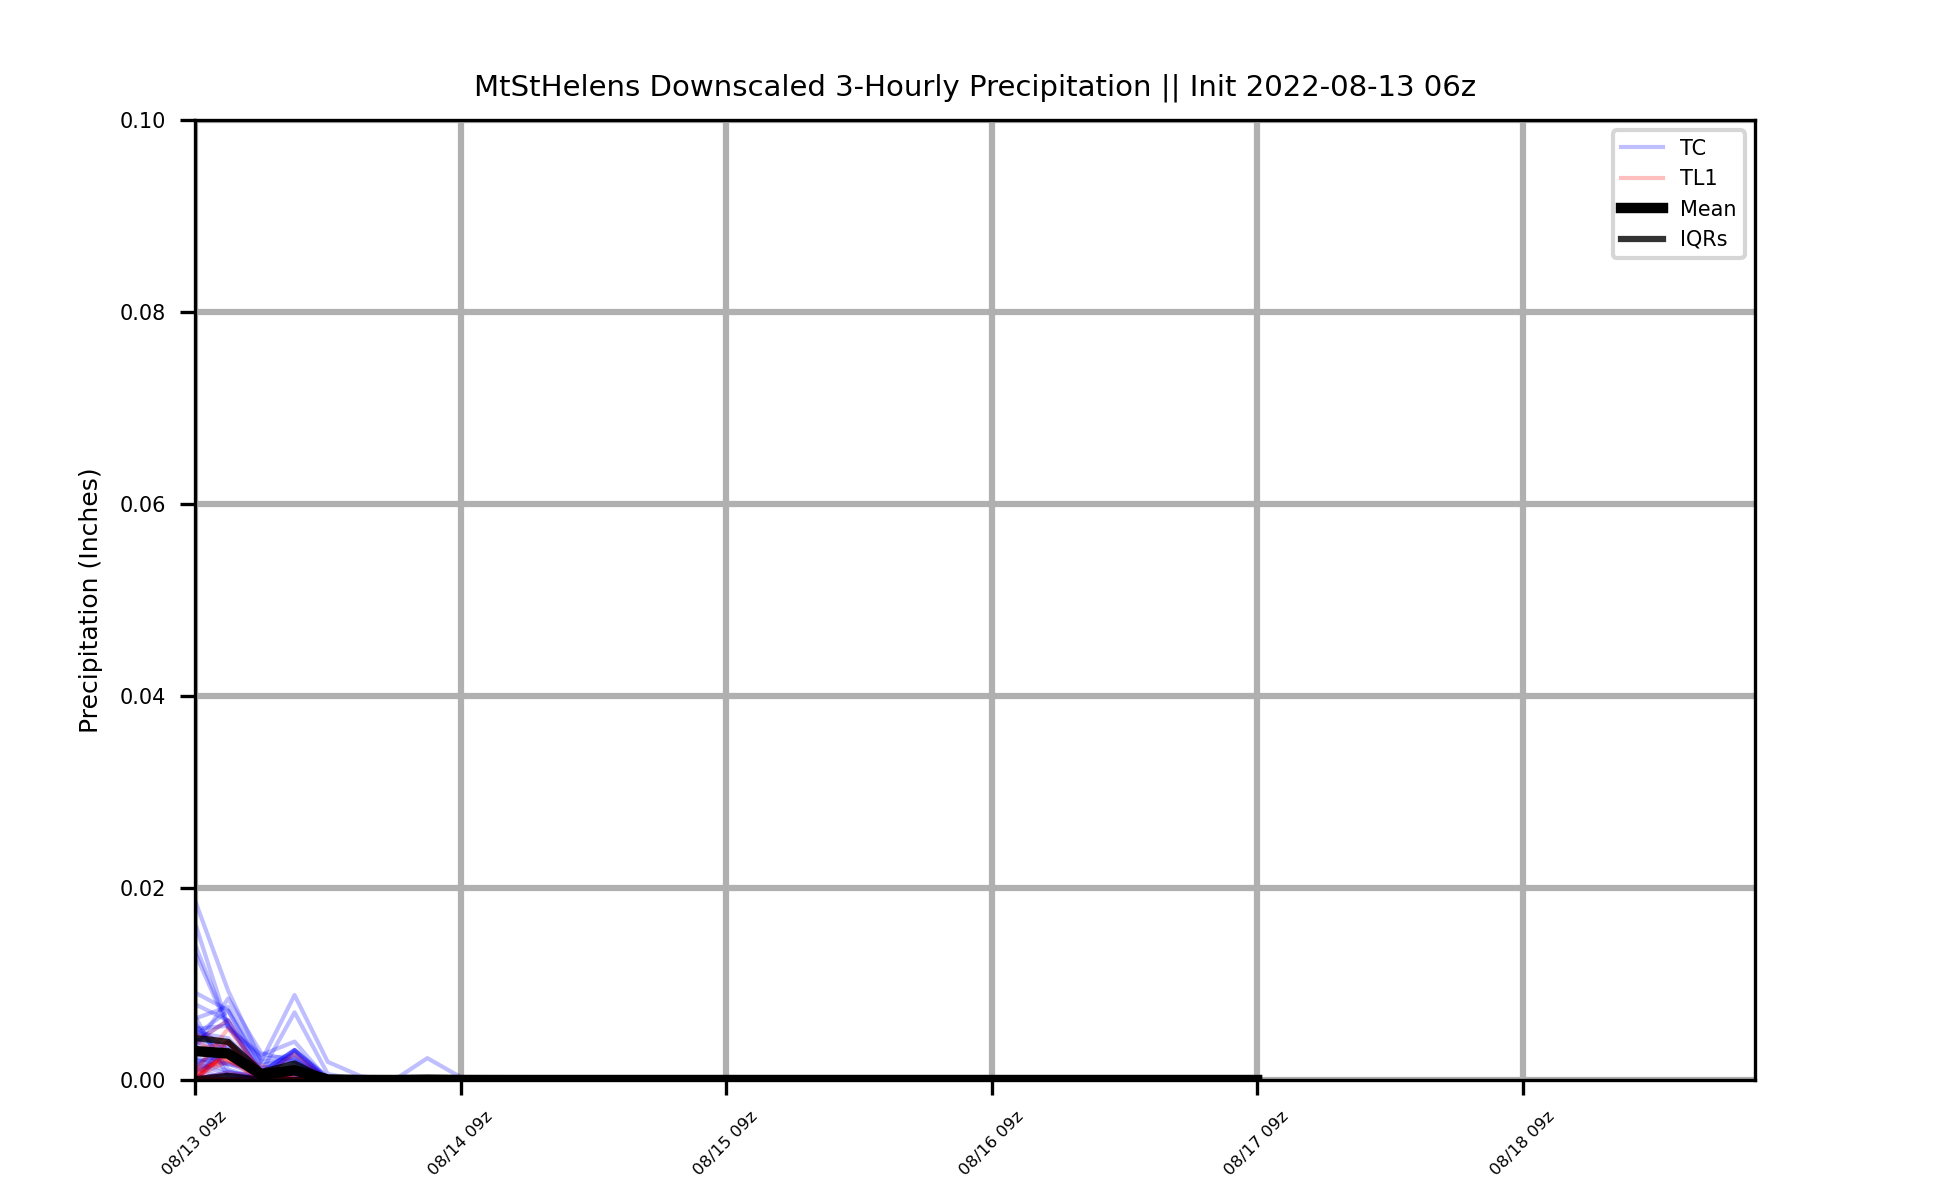 MtStHelens Downscaled 3-Hourly Precipitation || Init 2022-08-13 06z
TC
TL1
Mean
IQRs
Precipitation (Inches)
0.10
0.08
0.06
0.04
0.02
0.00
08/13 09z
08/14 09z
08/15 09z
08/16 09z
08/17 09z
08/18 09z